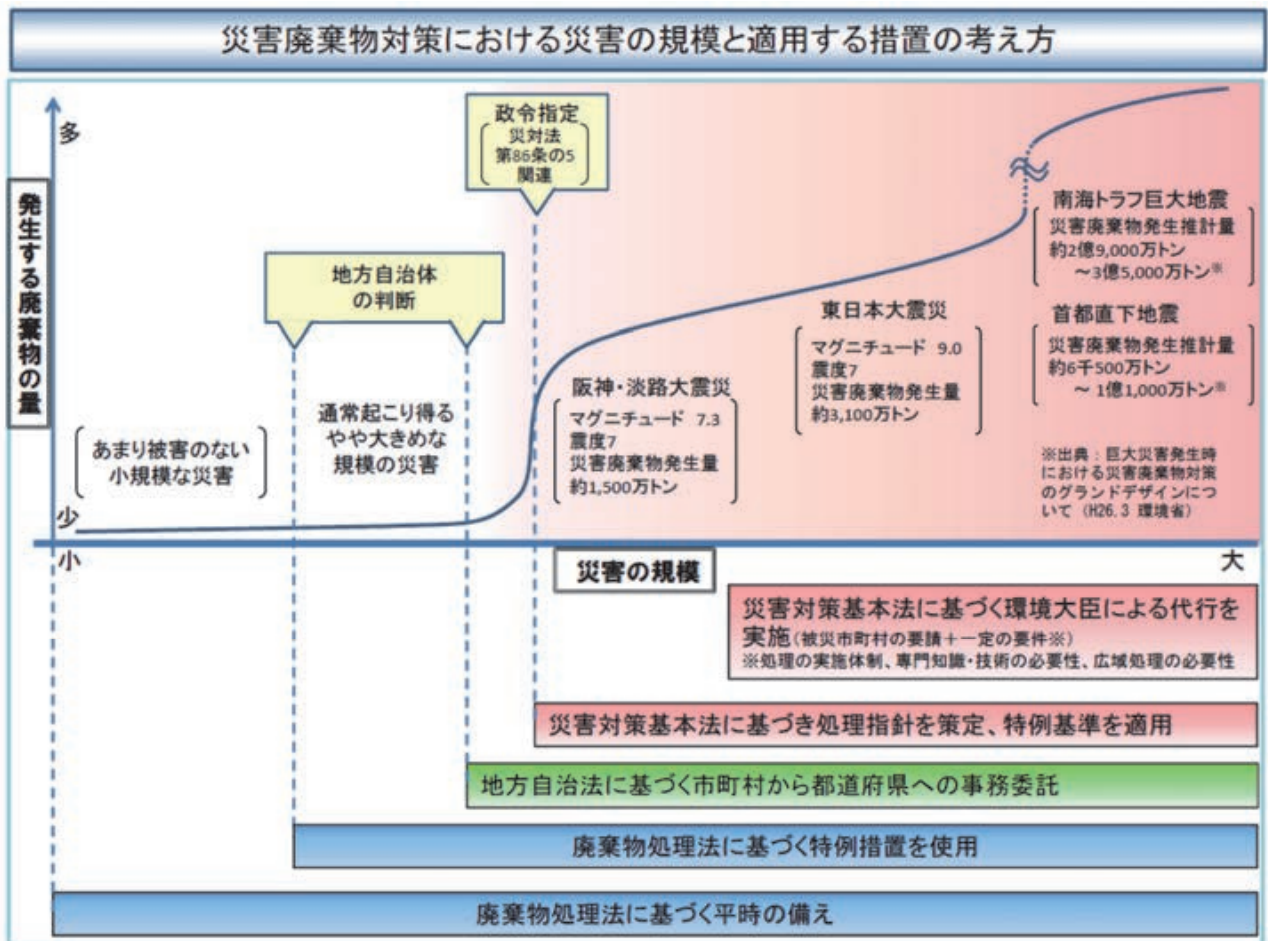 災害廃棄物対策における災害の規模と適用する措置の考え方
多
発生する廃棄物の量
少
小
政令指定
災対法
第86条の5
関連
地方自治体
の判断
あまり被害のない
小規模な災害
通常起こり得る
やや大きめな
規模の災害
阪神・淡路大震災
マグニチュード 7.3
震度7
災害廃棄物発生量
約1,500万トン
東日本大震災
マグニチュード 9.0
震度7
災害廃棄物発生量
約3,100万トン
南海トラフ巨大地震
災害廃棄物発生推計量
約2億9,000万トン
～3億5,000万トン※
首都直下地震
災害廃棄物発生推計量
約6千500万トン
～ 1億1,000万トン※
※出典：巨大災害発生時
における災害廃棄物対策
のグランドデザインにつ
いて（H26.3 環境省）
災害の規模
大
災害対策基本法に基づく環境大臣による代行を
実施(被災市町村の要請＋一定の要件※)
※処理の実施体制、専門知識・技術の必要性、広域処理の必要性
災害対策基本法に基づき処理指針を策定、特例基準を適用
地方自治法に基づく市町村から都道府県への事務委託
廃棄物処理法に基づく特例措置を使用
廃棄物処理法に基づく平時の備え